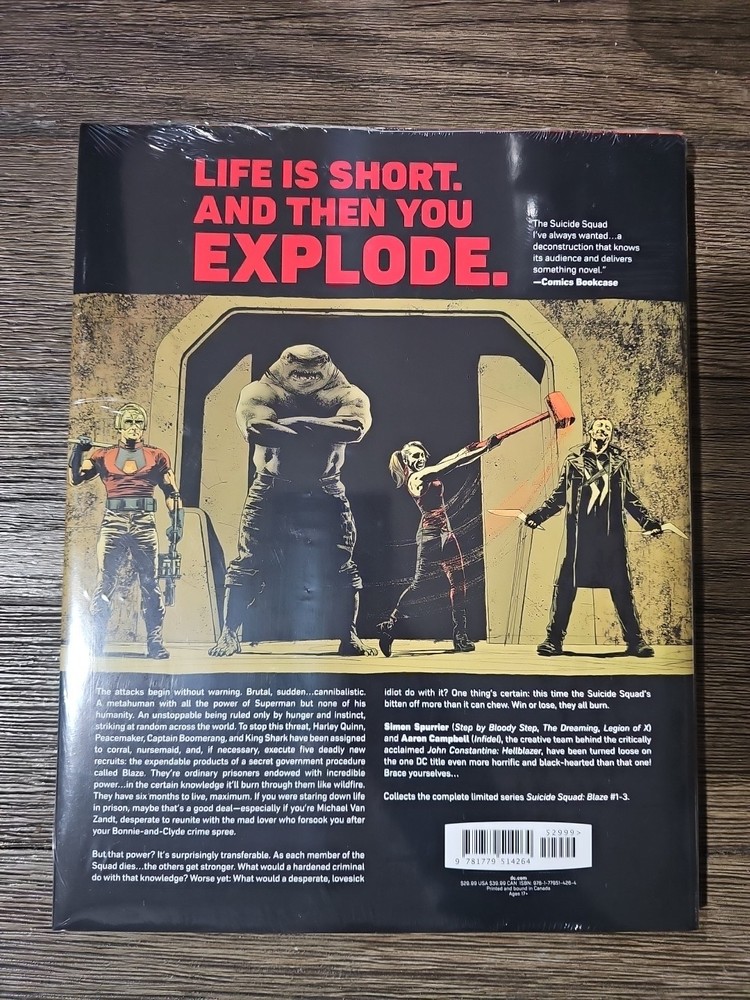 LIFE IS SHORT.
AND THEN YOU
EXPLODE.
"The Suicide Squad
I've always wanted...a
deconstruction that knows
its audience and delivers
something novel."
—Comics Bookcase
The attacks begin without warning. Brutal, sudden...cannibalistic.
A metahuman with all the power of Superman but none of his
humanity. An unstoppable being ruled only by hunger and instinct,
striking at random across the world. To stop this threat, Harley Quinn,
Peacemaker, Captain Boomerang, and King Shark have been assigned
to corral, nursemaid, and, if necessary, execute five deadly new
recruits: the expendable products of a secret government procedure
called Blaze. They're ordinary prisoners endowed with incredible
power...in the certain knowledge it'll burn through them like wildfire.
They have six months to live, maximum. If you were staring down life
in prison, maybe that's a good deal—especially if you're Michael Van
Zandt, desperate to reunite with the mad lover who forsook you after
your Bonnie-and-Clyde crime spree.
But that power? It's surprisingly transferable. As each member of the
Squad dies...the others get stronger. What would a hardened criminal
do with that knowledge? Worse yet: What would a desperate, lovesick
idiot do with it? One thing's certain: this time the Suicide Squad's
bitten off more than it can chew. Win or lose, they all burn.
Simon Spurrier (Step by Bloody Step, The Dreaming, Legion of X)
and Aaron Campbell (Infidel), the creative team behind the critically
acclaimed John Constantine: Hellblazer, have been turned loose on
the one DC title even more horrific and black-hearted than that one!
Brace yourselves...
Collects the complete limited series Suicide Squad: Blaze #1-3.
52999>
9 781779 514264
dc.com
$29.99 USA $39.99 CAN ISBN: 978-1-77951-426-4
Printed and bound in Canada
Ages 17+